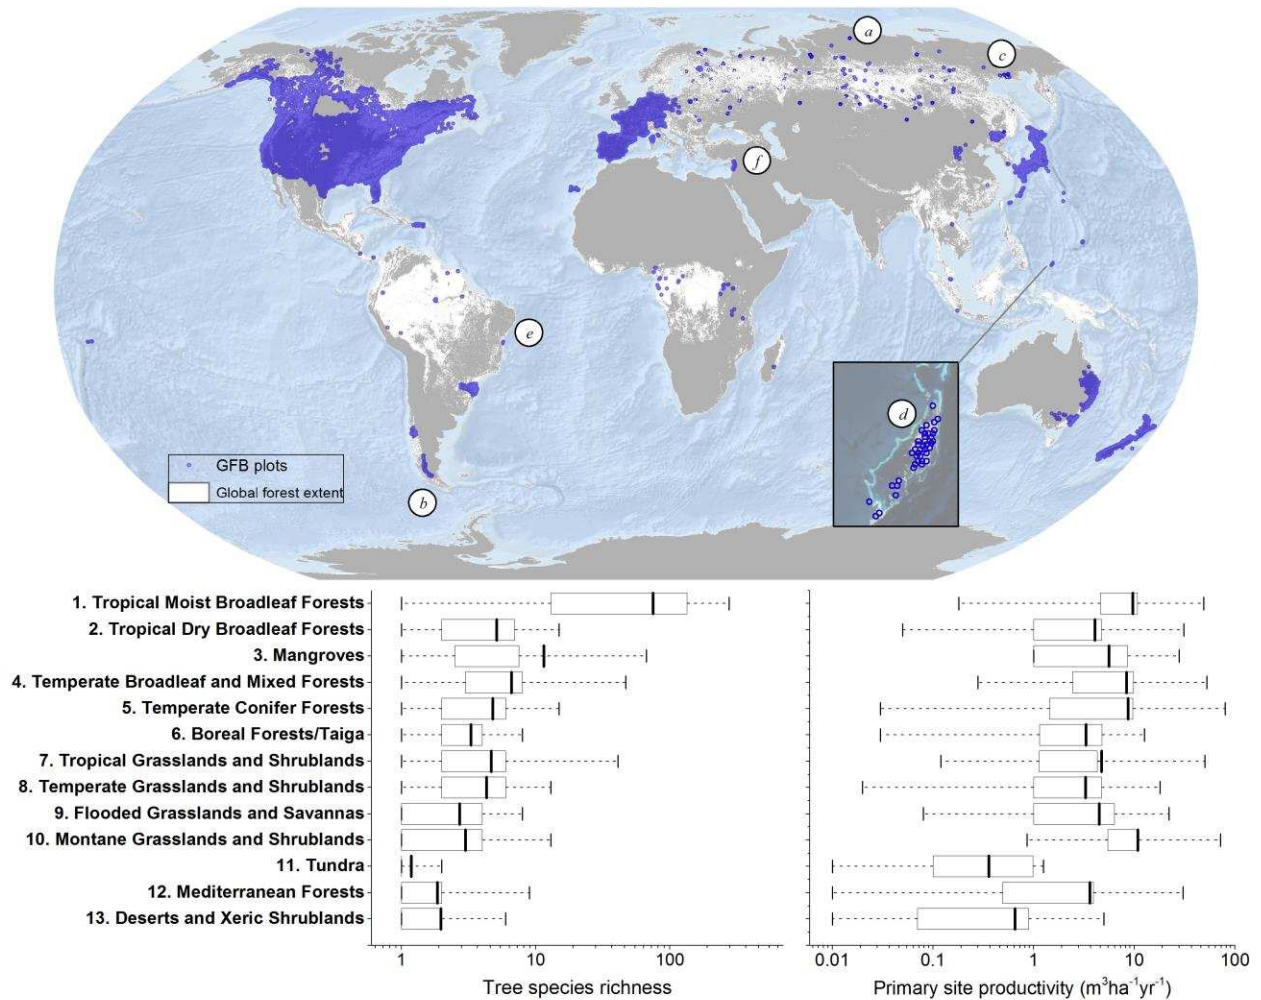 a
c
f
e
d
b
GFB plots
Global forest extent
1. Tropical Moist Broadleaf Forests
2. Tropical Dry Broadleaf Forests
3. Mangroves
4. Temperate Broadleaf and Mixed Forests
5. Temperate Conifer Forests
6. Boreal Forests/Taiga
7. Tropical Grasslands and Shrublands
8. Temperate Grasslands and Shrublands
9. Flooded Grasslands and Savannas
10. Montane Grasslands and Shrublands
11. Tundra
12. Mediterranean Forests
13. Deserts and Xeric Shrublands
1 10 100
Tree species richness
0.01 0.1 1 10 100
Primary site productivity (m³ha⁻¹yr⁻¹)